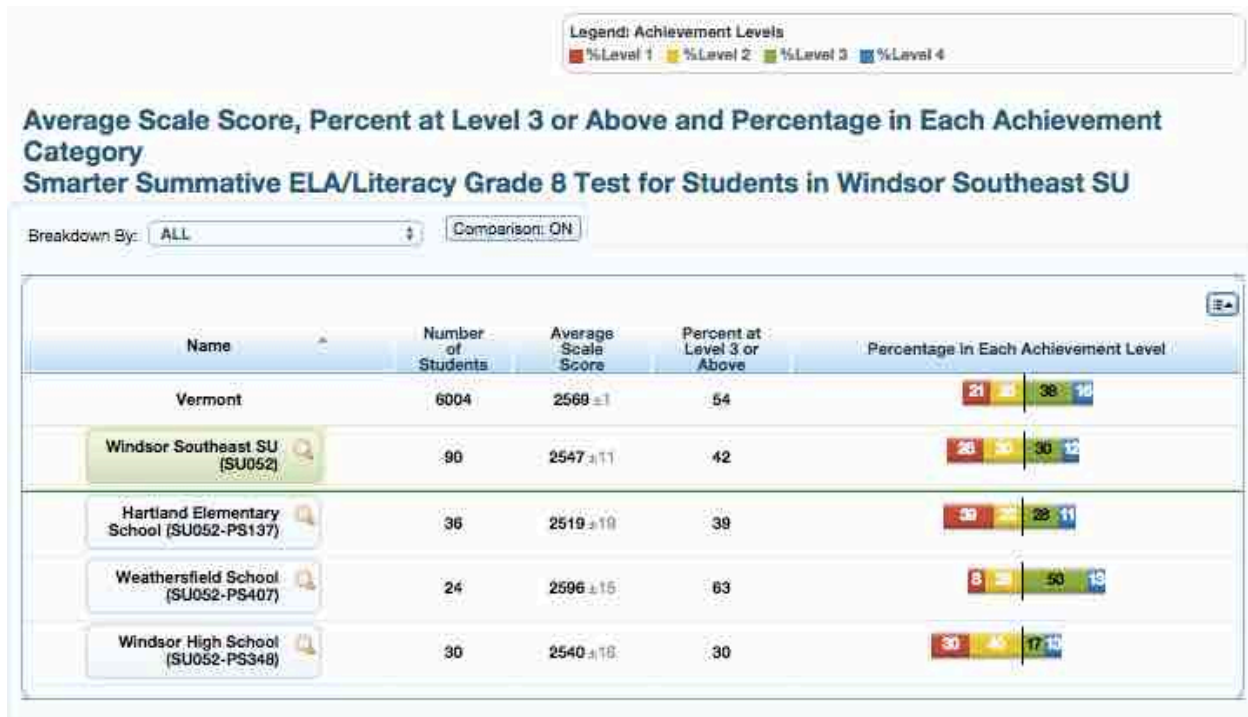 Legend: Achievement Levels
%Level 1 %Level 2 %Level 3 %Level 4
Average Scale Score, Percent at Level 3 or Above and Percentage in Each Achievement
Category
Smarter Summative ELA/Literacy Grade 8 Test for Students in Windsor Southeast SU
Breakdown By: ALL Comparison: ON
Name Number of Students Average Scale Score Percent at Level 3 or Above Percentage in Each Achievement Level
Vermont 6004 2569 ±1 54 21 38 16
Windsor Southeast SU (SU052) 90 2547 ±11 42 30 12
Hartland Elementary School (SU052-PS137) 36 2519 39 39 28 11
Weathersfield School (SU052-PS407) 24 2596 ±15 63 8 50 13
Windsor High School (SU052-PS348) 30 2540 30 30 17 13